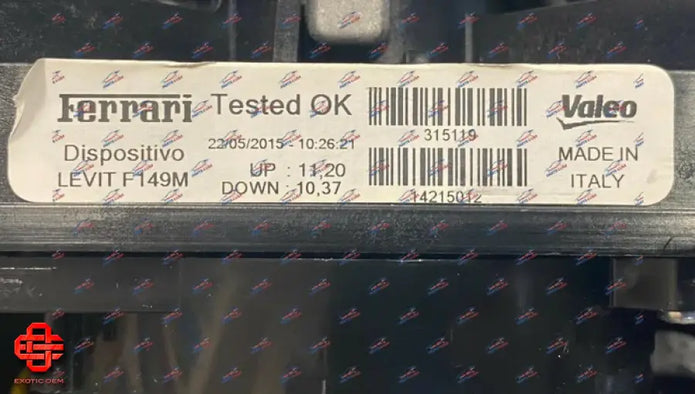 Ferrari
Dispositivo
LEVIT F149M
Tested OK
22/05/2015 - 10:26:21
UP : 11,20
DOWN : 10,37
315119
14215012
Valeo
MADE IN
ITALY
EXOTIC OEM